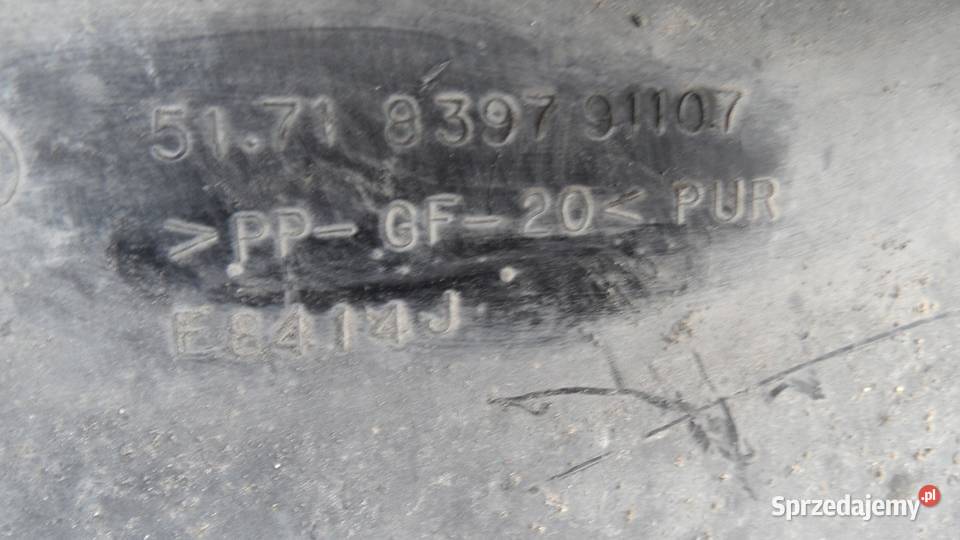 51.71 8397 91107
>PP-GF-20< PUR
E8414J
Sprzedajemy.pl